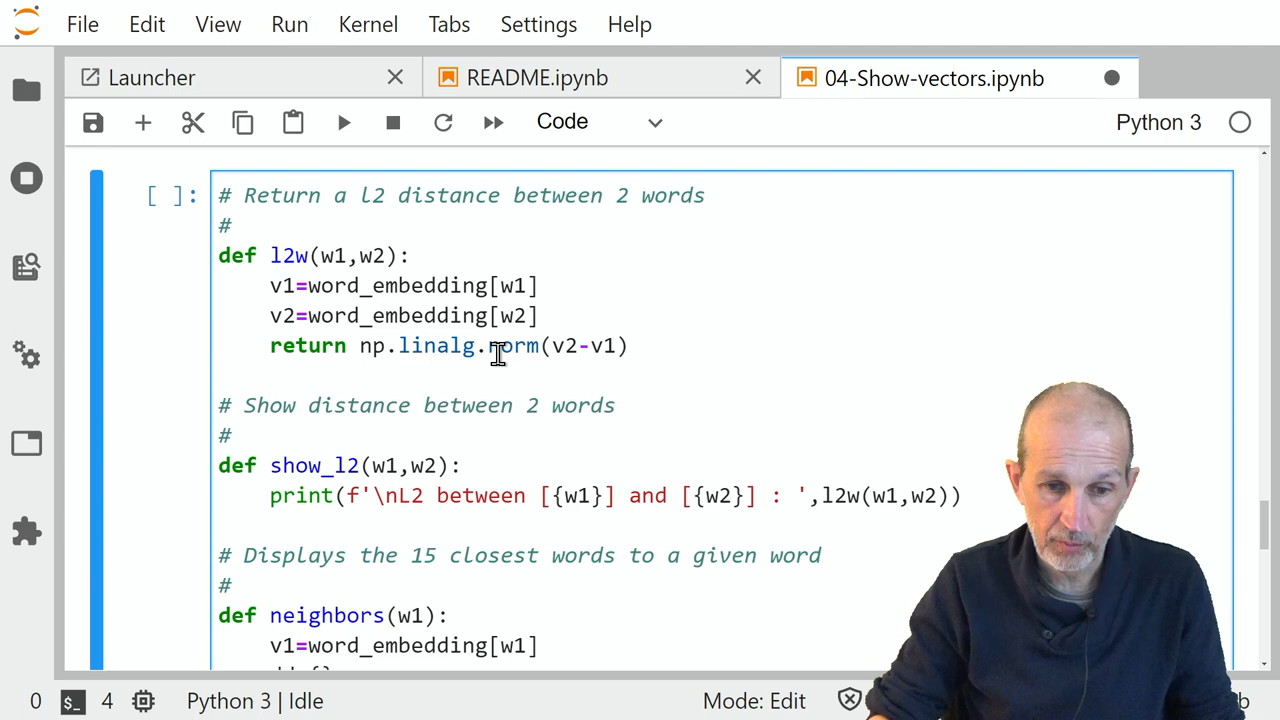 File Edit View Run Kernel Tabs Settings Help
Launcher README.ipynb 04-Show-vectors.ipynb
Code Python 3
[ ]: # Return a l2 distance between 2 words
#
def l2w(w1,w2):
v1=word_embedding[w1]
v2=word_embedding[w2]
return np.linalg.norm(v2-v1)
# Show distance between 2 words
#
def show_l2(w1,w2):
print(f'\nL2 between [{w1}] and [{w2}] : ',l2w(w1,w2))
# Displays the 15 closest words to a given word
#
def neighbors(w1):
v1=word_embedding[w1]
0 $_ 4 Python 3 | Idle Mode: Edit